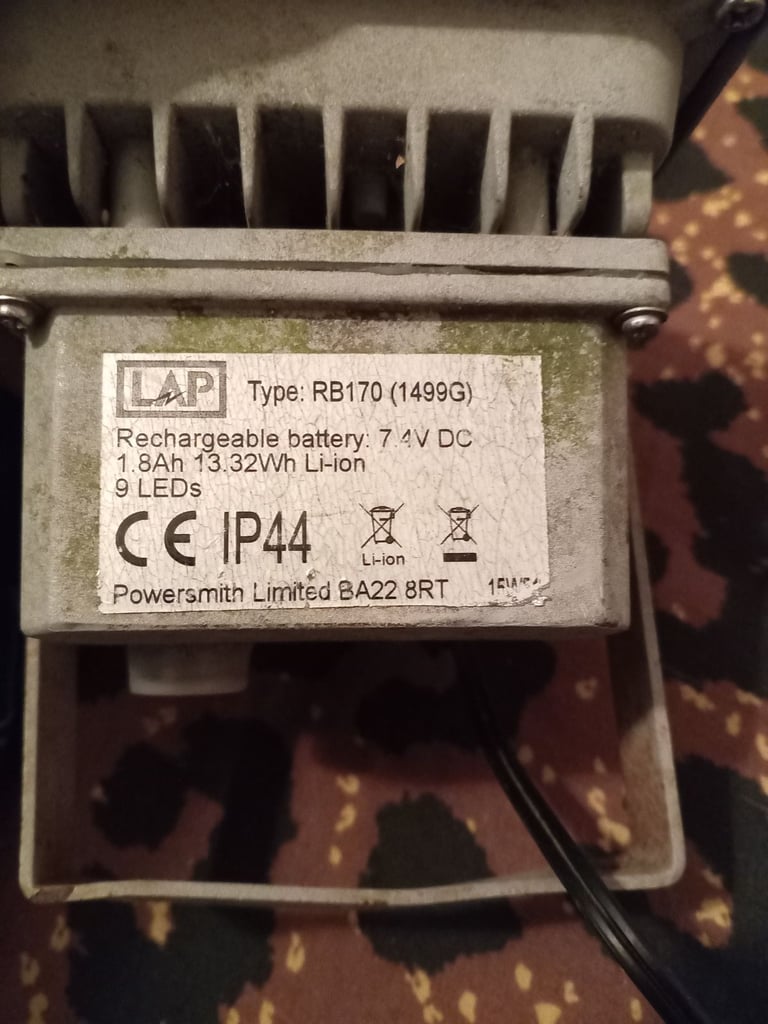 LAP Type: RB170 (1499G)
Rechargeable battery: 7.4V DC
1.8Ah 13.32Wh Li-ion
9 LEDs
CE IP44
Li-ion
Powersmith Limited BA22 8RT